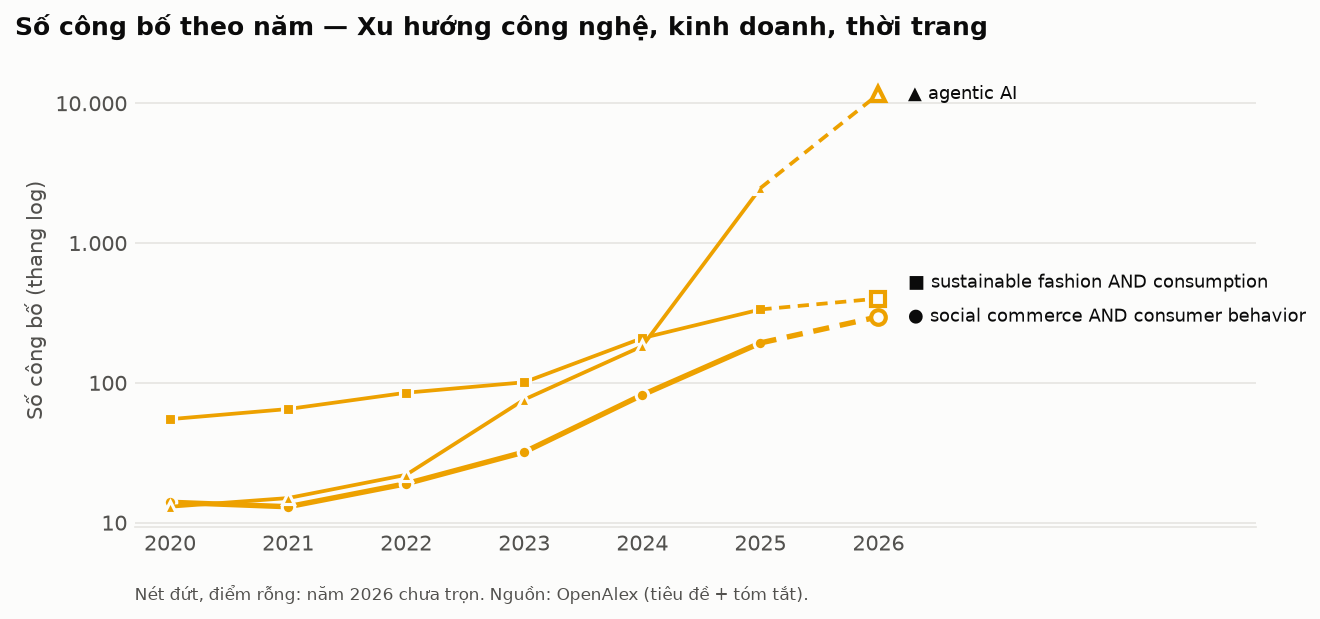 Số công bố theo năm — Xu hướng công nghệ, kinh doanh, thời trang
Số công bố (thang log)
10.000
1.000
100
10
▲ agentic AI
■ sustainable fashion AND consumption
● social commerce AND consumer behavior
2020 2021 2022 2023 2024 2025 2026
Nét đứt, điểm rỗng: năm 2026 chưa trọn. Nguồn: OpenAlex (tiêu đề + tóm tắt).